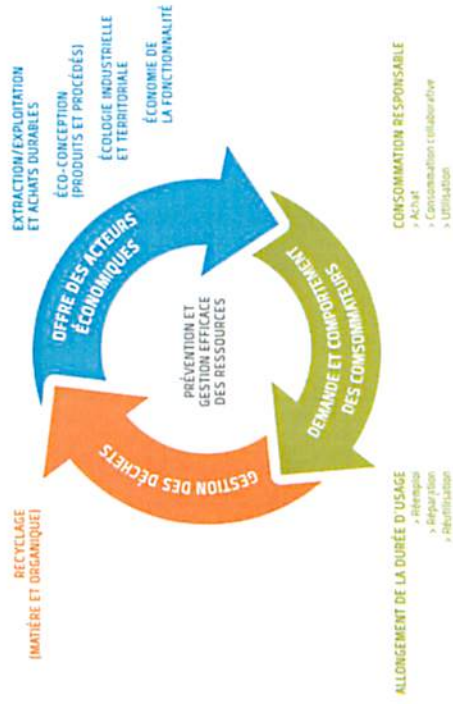 EXTRACTION/EXPLOITATION
ET ACHATS DURABLES
ÉCO-CONCEPTION
(PRODUITS ET PROCÉDÉS)
ÉCOLOGIE INDUSTRIELLE
ET TERRITORIALE
ÉCONOMIE DE
LA FONCTIONNALITÉ
RECYCLAGE
(MATIÈRE ET ORGANIQUE)
OFFRE DES ACTEURS
ÉCONOMIQUES
GESTION DES DÉCHETS
PRÉVENTION ET
GESTION EFFICACE
DES RESSOURCES
DEMANDE ET COMPORTEMENT
DES COMSOMMATEURS
CONSOMMATION RESPONSABLE
> Achat
> Consommation collaborative
> Utilisation
ALLONGEMENT DE LA DURÉE D'USAGE
> Réemploi
> Réparation
> Réutilisation